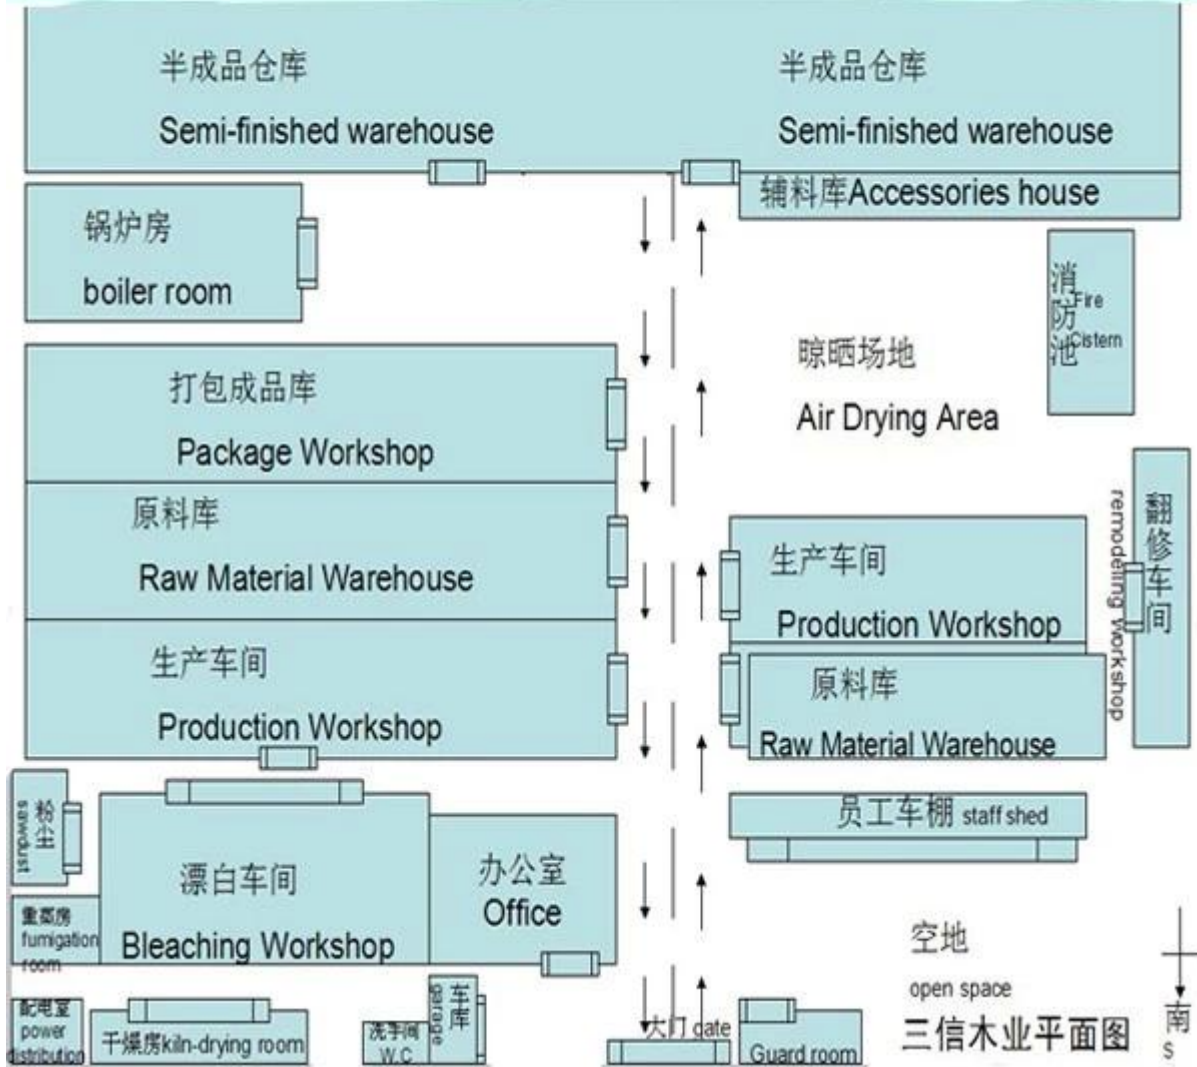 半成品仓库
Semi-finished warehouse
半成品仓库
Semi-finished warehouse
辅料库Accessories house
锅炉房
boiler room
消防池
Fire
Cistern
晾晒场地
Air Drying Area
打包成品库
Package Workshop
原料库
Raw Material Warehouse
生产车间
Production Workshop
生产车间
Production Workshop
原料库
Raw Material Warehouse
翻修车间
remodeling workshop
粉尘
sawdust
漂白车间
Bleaching Workshop
办公室
Office
员工车棚 staff shed
重蒸房
fumigation
room
空地
open space
配电室
power
distribution
干燥房kiln-drying room
洗手间
W.C
车库
garage
大门 gate
Guard room
三信木业平面图
南
S